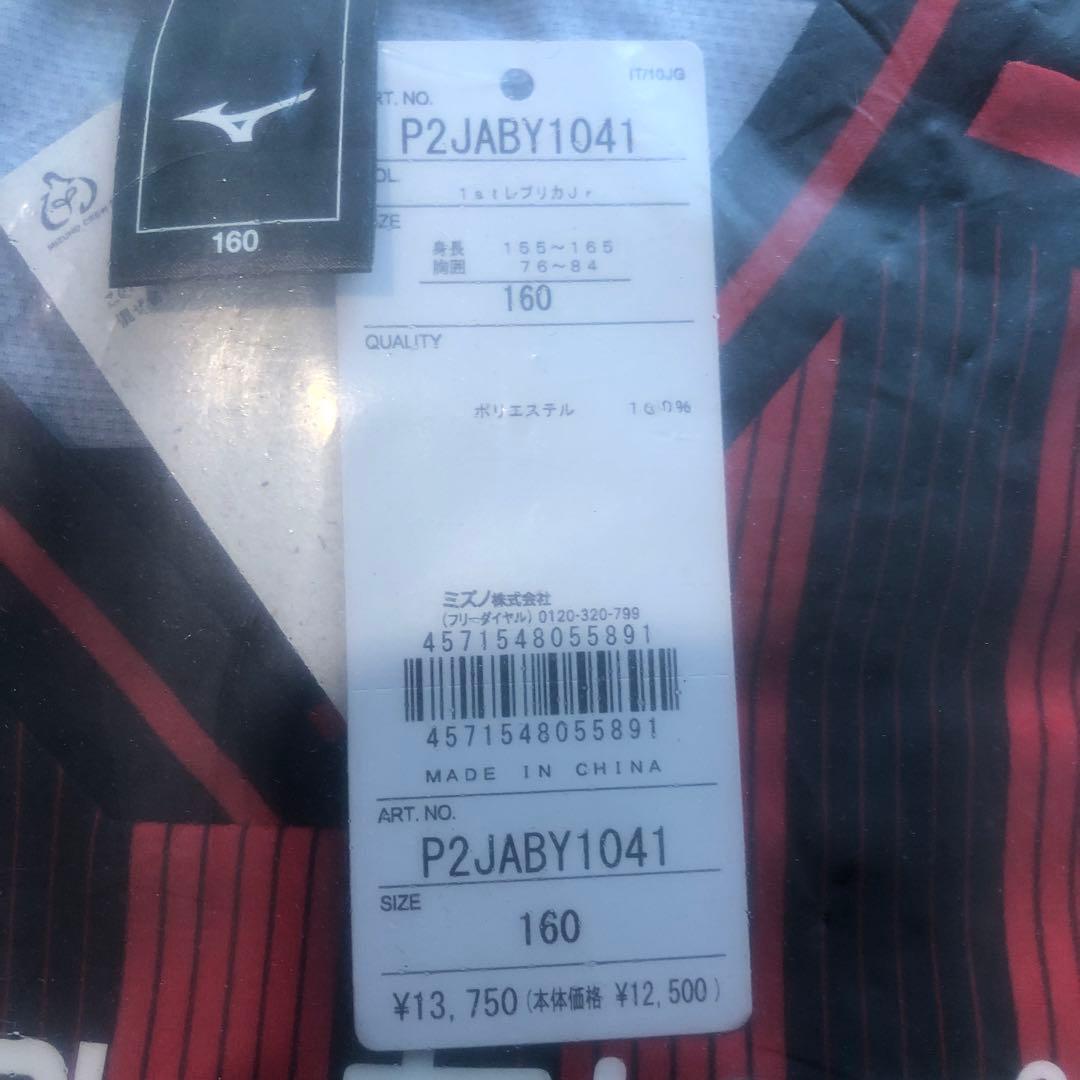 160
MIZUNO CREW
IT/10JG
RT. NO.
P2JABY1041
OL
1stレプリカJr
ZE
身長 155～165
胸囲 76～84
160
QUALITY
ポリエステル 100%
ミズノ株式会社
(フリーダイヤル) 0120-320-799
4571548055891
4571548055891
MADE IN CHINA
ART. NO.
P2JABY1041
SIZE
160
¥13,750(本体価格 ¥12,500)